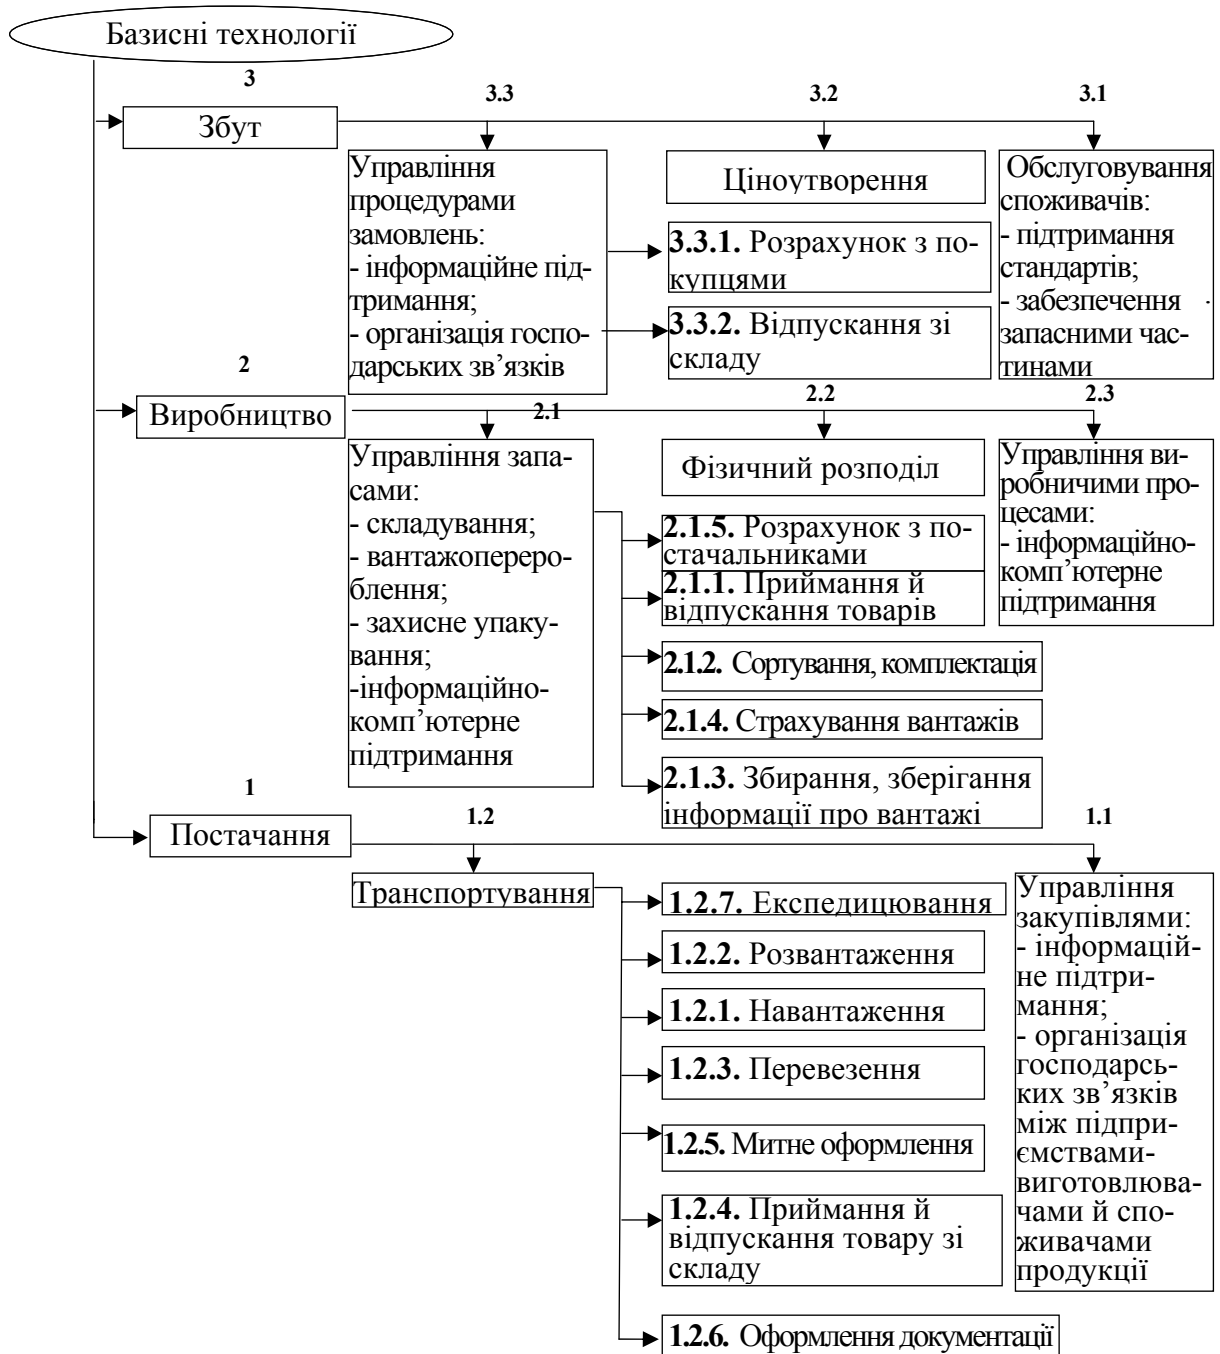 Базисні технології
3
3.3
3.2
3.1
Збут
Управління
процедурами
замовлень:
- інформаційне під-
тримання;
- організація госпо-
дарських зв’язків
Ціноутворення
3.3.1. Розрахунок з по-
купцями
3.3.2. Відпускання зі
складу
Обслуговування
споживачів:
- підтримання
стандартів;
- забезпечення
запасними час-
тинами
2
2.1
2.2
2.3
Виробництво
Управління запа-
сами:
- складування;
- вантажоперероб-
блення;
- захисне упаку-
вання;
-інформаційно-
комп’ютерне
підтримання
Фізичний розподіл
2.1.5. Розрахунок з по-
стачальниками
2.1.1. Приймання й
відпускання товарів
2.1.2. Сортування, комплектація
2.1.4. Страхування вантажів
2.1.3. Збирання, зберігання
інформації про вантажі
Управління ви-
робничими про-
цесами:
- інформаційно-
комп’ютерне
підтримання
1
1.2
1.1
Постачання
Транспортування
1.2.7. Експедицювання
1.2.2. Розвантаження
1.2.1. Навантаження
1.2.3. Перевезення
1.2.5. Митне оформлення
1.2.4. Приймання й
відпускання товару зі
складу
1.2.6. Оформлення документації
Управління
закупівлями:
- інформацій-
не підтри-
мання;
- організація
господарсь-
ких зв’язків
між підпри-
ємствами-
виготовлюва-
чами й спо-
живачами
продукції